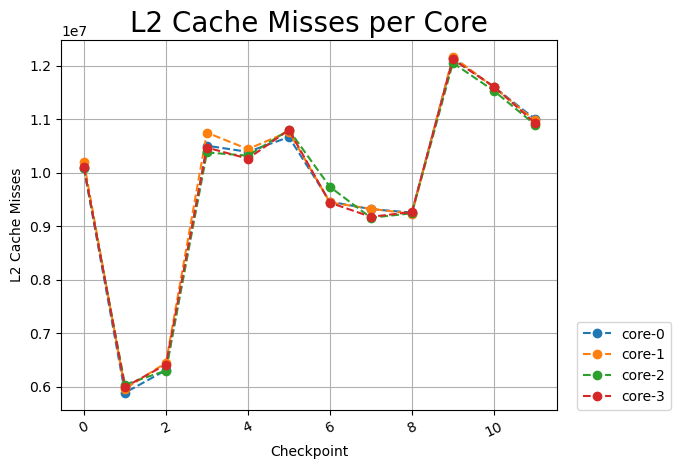 L2 Cache Misses per Core
1e7
1.2
1.1
1.0
0.9
0.8
0.7
0.6
L2 Cache Misses
0
2
4
6
8
10
Checkpoint
core-0
core-1
core-2
core-3